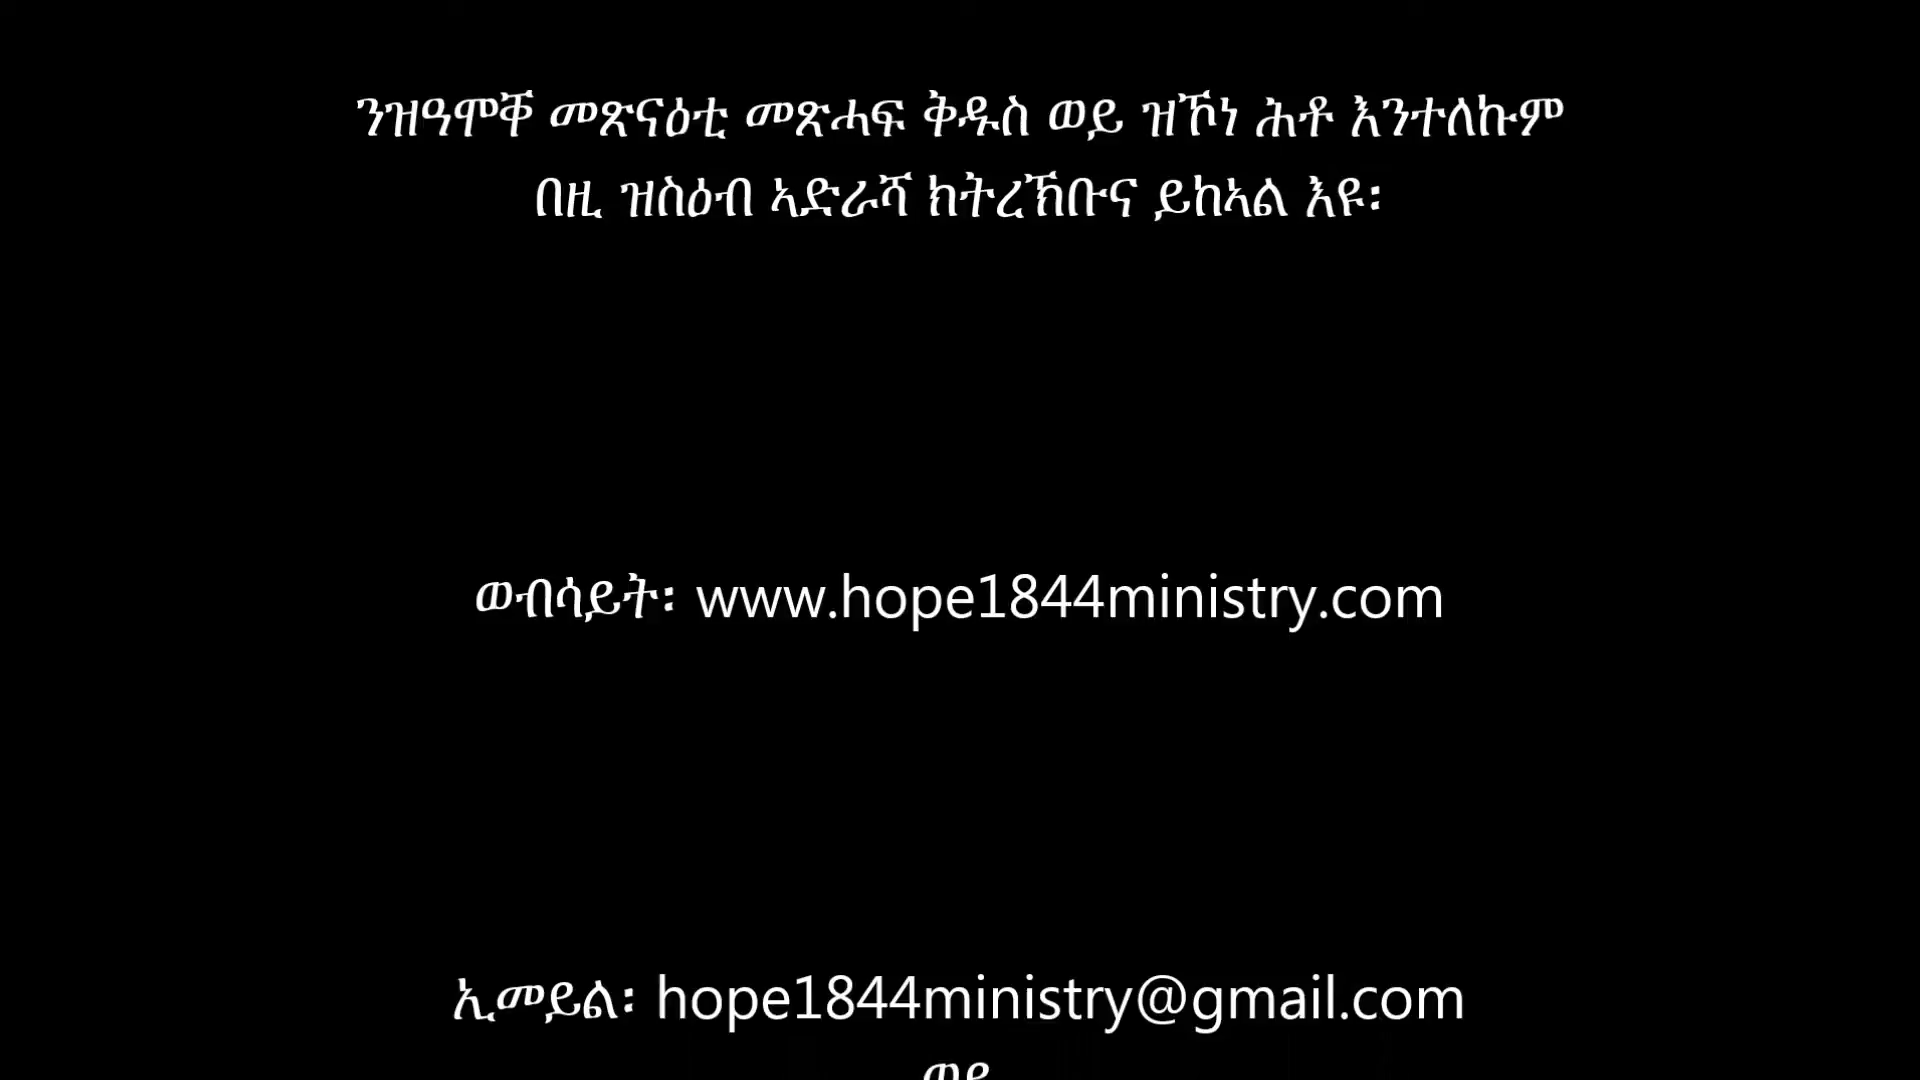 ንዝዓሞቐ መጽናዕቲ መጽሓፍ ቅዱስ ወይ ዝኾነ ሕቶ እንተለኩም
በዚ ዝስዕብ ኣድራሻ ክትረኽቡና ይከኣል እዩ፡
ወብሳይት፡ www.hope1844ministry.com
ኢመይል፡ hope1844ministry@gmail.com